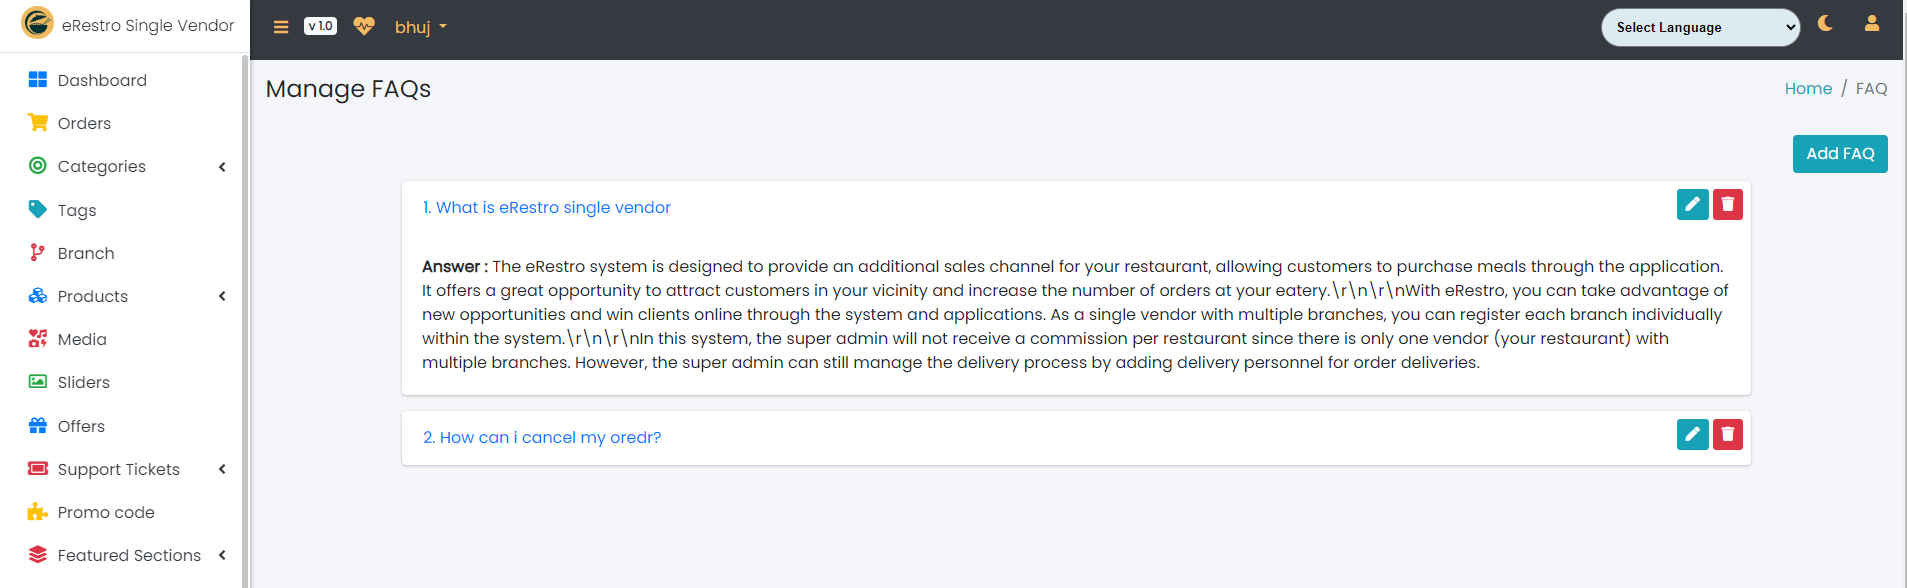 eRestro Single Vendor
v 1.0
bhuj
Select Language
Dashboard
Orders
Categories
Tags
Branch
Products
Media
Sliders
Offers
Support Tickets
Promo code
Featured Sections
Manage FAQs
Home / FAQ
Add FAQ
1. What is eRestro single vendor
Answer : The eRestro system is designed to provide an additional sales channel for your restaurant, allowing customers to purchase meals through the application.
It offers a great opportunity to attract customers in your vicinity and increase the number of orders at your eatery.\r\n\r\nWith eRestro, you can take advantage of
new opportunities and win clients online through the system and applications. As a single vendor with multiple branches, you can register each branch individually
within the system.\r\n\r\nIn this system, the super admin will not receive a commission per restaurant since there is only one vendor (your restaurant) with
multiple branches. However, the super admin can still manage the delivery process by adding delivery personnel for order deliveries.
2. How can i cancel my oredr?